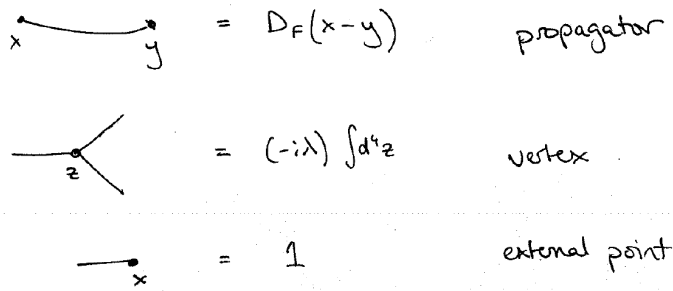 x y = D_F(x-y) propagator
z = (-iλ) ∫d⁴z vertex
x = 1 external point